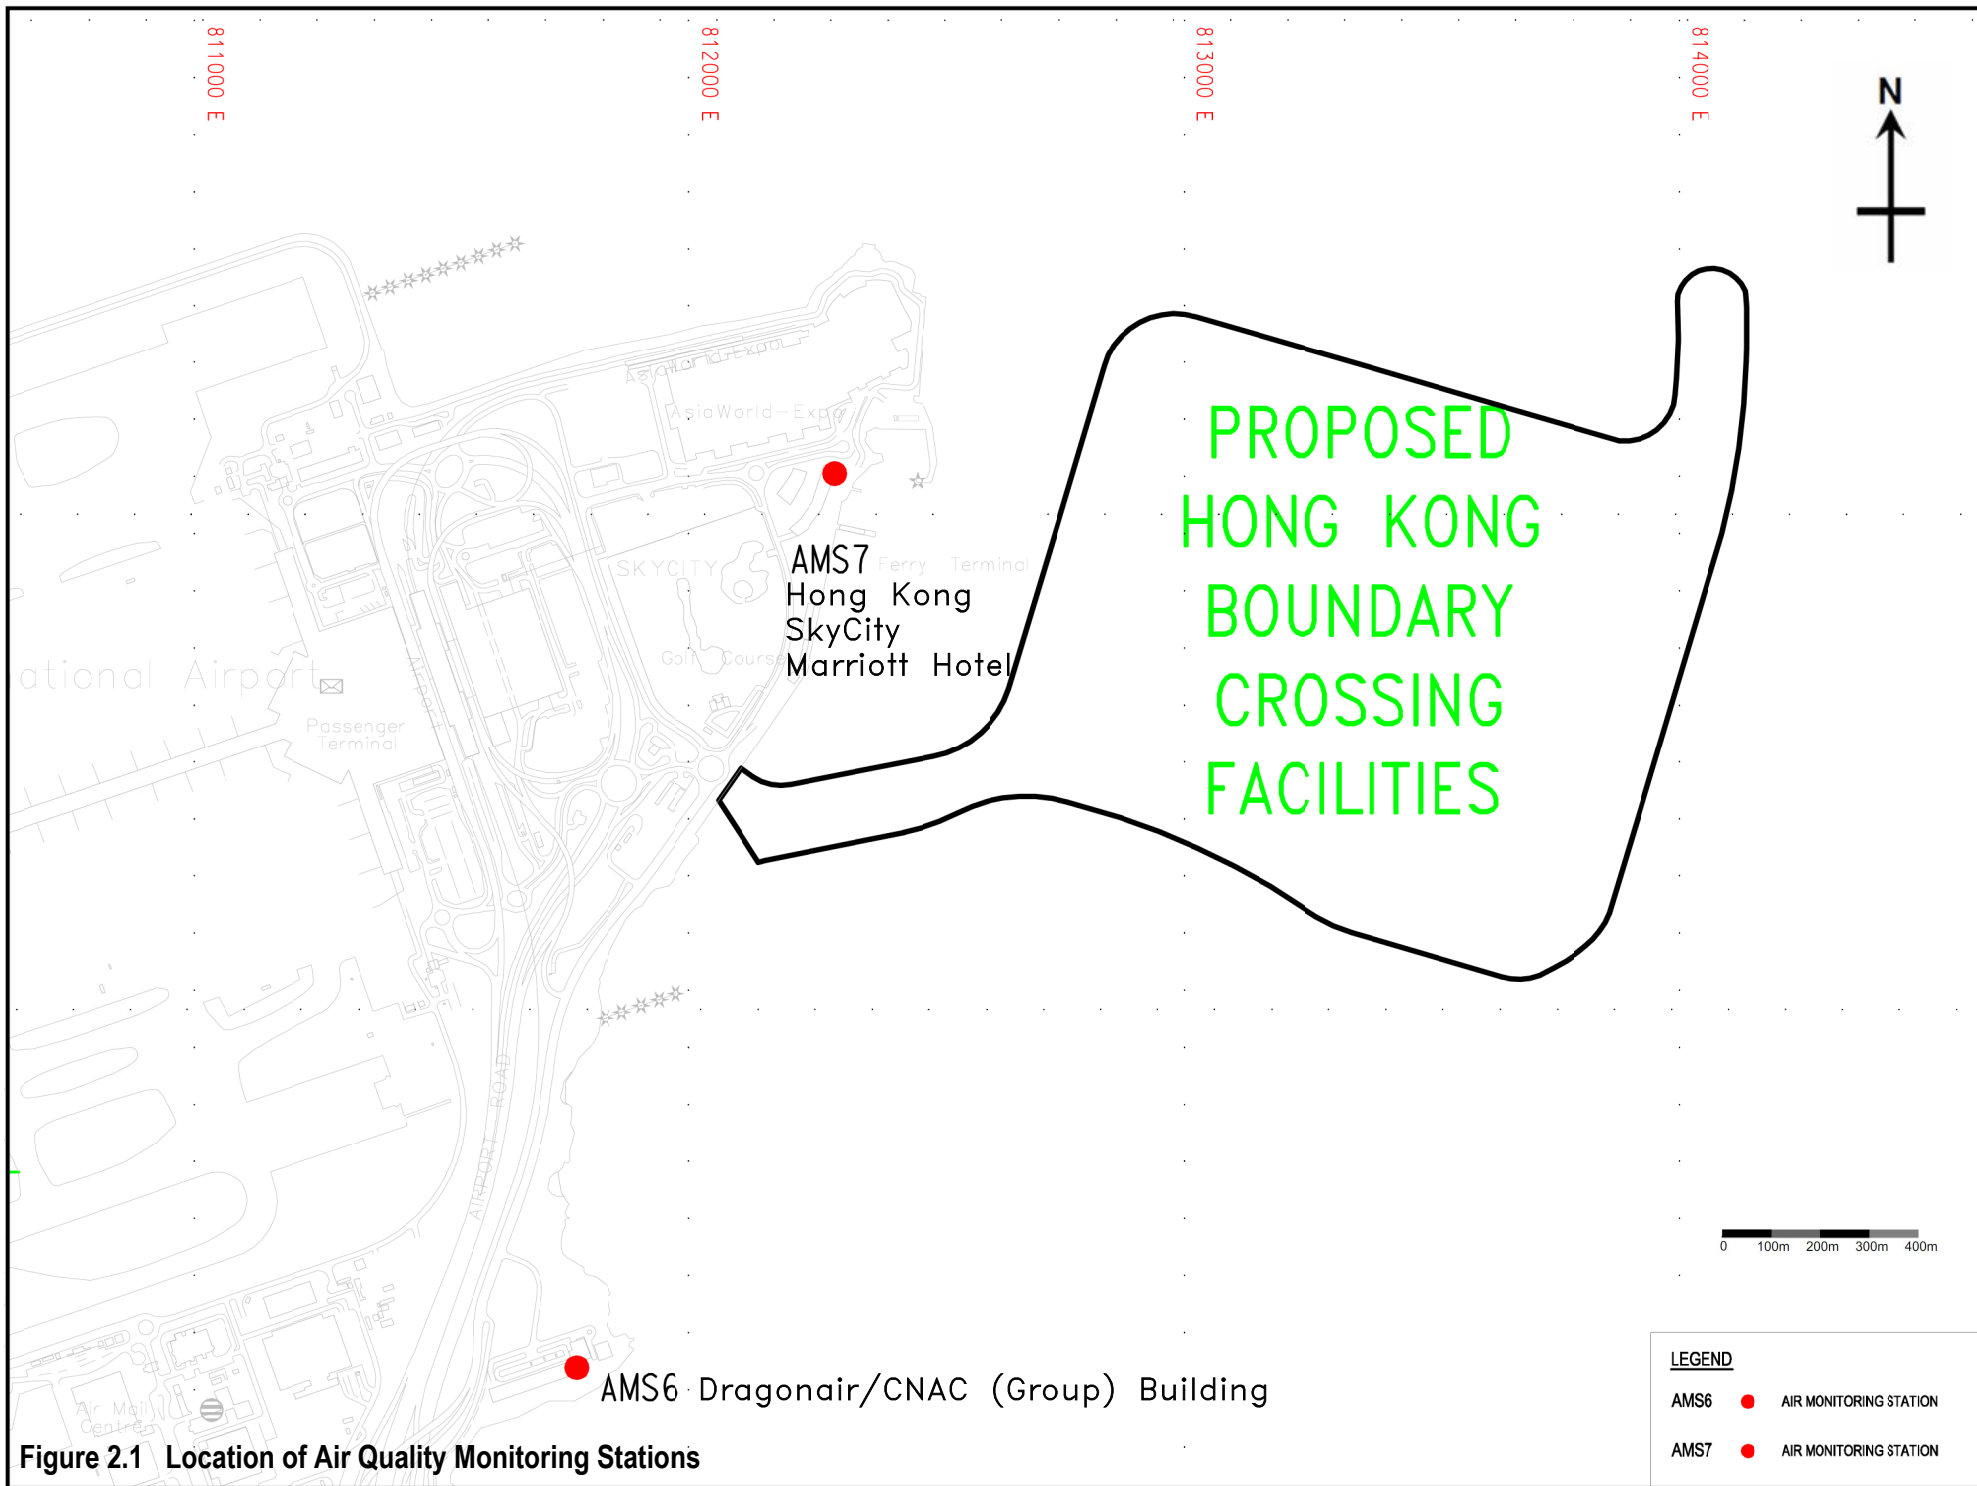 811000 E
812000 E
813000 E
814000 E
N
AsiaWorld-Expo
AsiaWorld-Expo
PROPOSED
HONG KONG
BOUNDARY
CROSSING
FACILITIES
SKYCITY
AMS7
Ferry Terminal
Hong Kong
SkyCity
Marriott Hotel
Golf Course
ational Airport
Airport
Passenger
Terminal
AIRPORT ROAD
0 100m 200m 300m 400m
AMS6 Dragonair/CNAC (Group) Building
Air Mail
Centre
LEGEND
AMS6 AIR MONITORING STATION
AMS7 AIR MONITORING STATION
Figure 2.1 Location of Air Quality Monitoring Stations